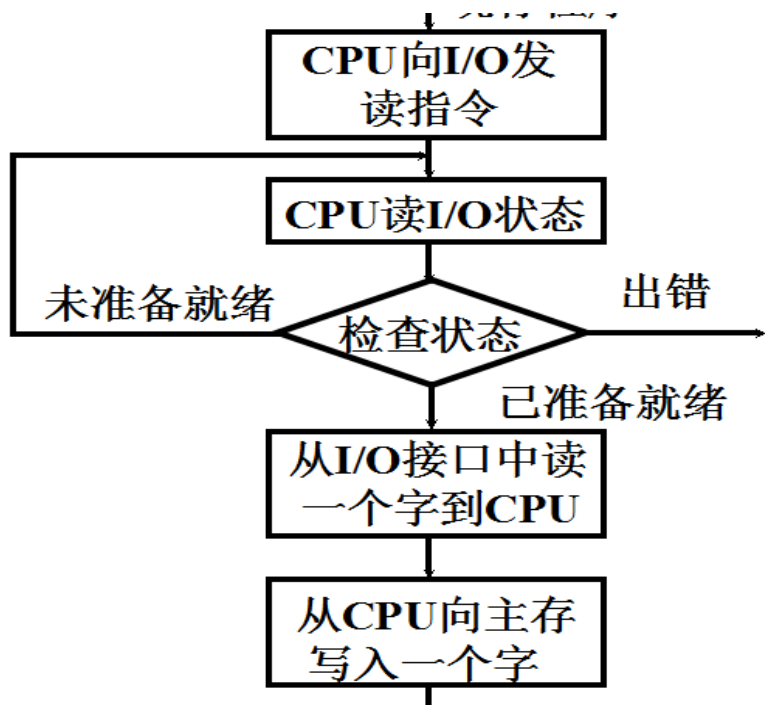 CPU向I/O发
读指令
CPU读I/O状态
未准备就绪
检查状态
出错
已准备就绪
从I/O接口中读
一个字到CPU
从CPU向主存
写入一个字